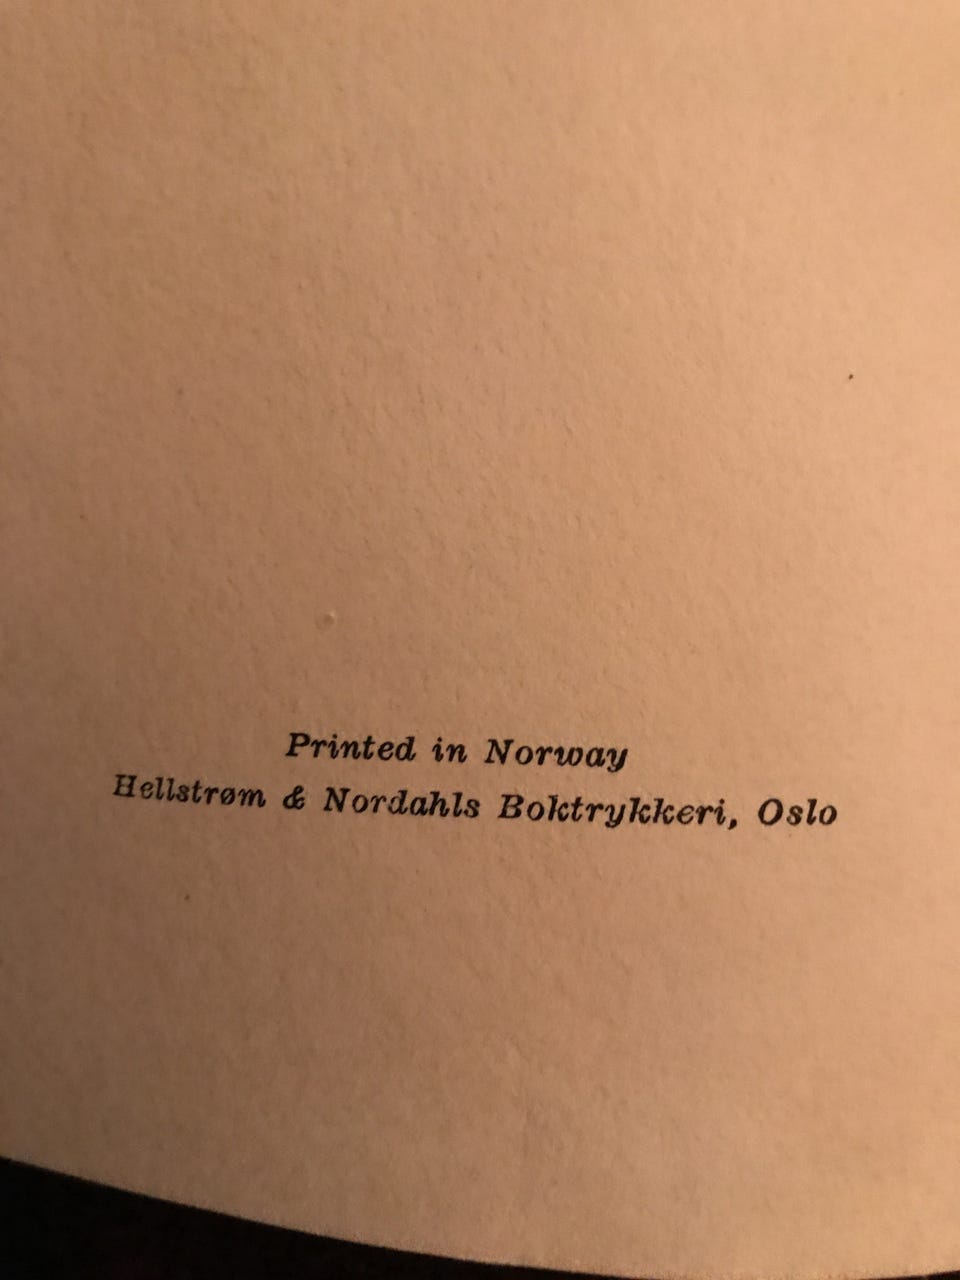 Printed in Norway
Hellstrøm & Nordahls Boktrykkeri, Oslo